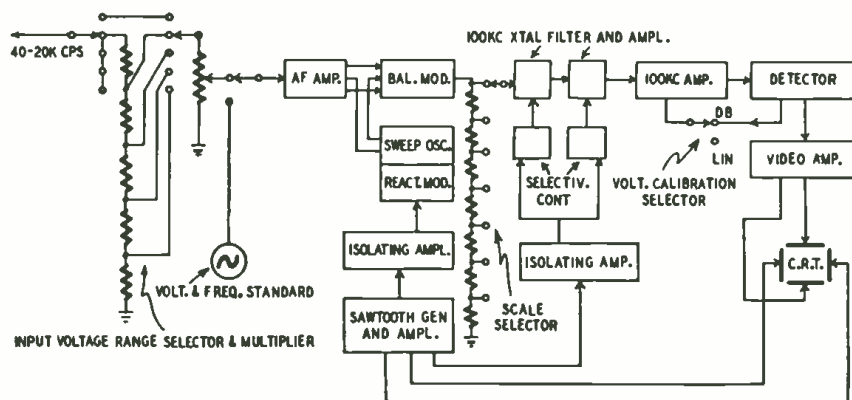 100KC XTAL FILTER AND AMPL.
40-20K CPS
AF AMP.
BAL. MOD.
100KC AMP.
DETECTOR
DB
LIN
SWEEP OSC.
REACT. MOD.
SELECTIV.
CONT
VOLT. CALIBRATION
SELECTOR
VIDEO AMP.
ISOLATING AMPL.
ISOLATING AMP.
C.R.T.
VOLT. & FREQ. STANDARD
SCALE
SELECTOR
SAWTOOTH GEN
AND AMPL.
INPUT VOLTAGE RANGE SELECTOR & MULTIPLIER